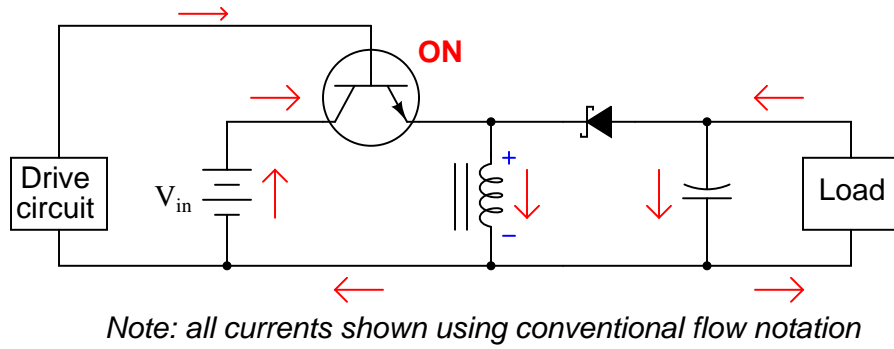 ON
Drive
circuit
Vin
+
−
Load
Note: all currents shown using conventional flow notation